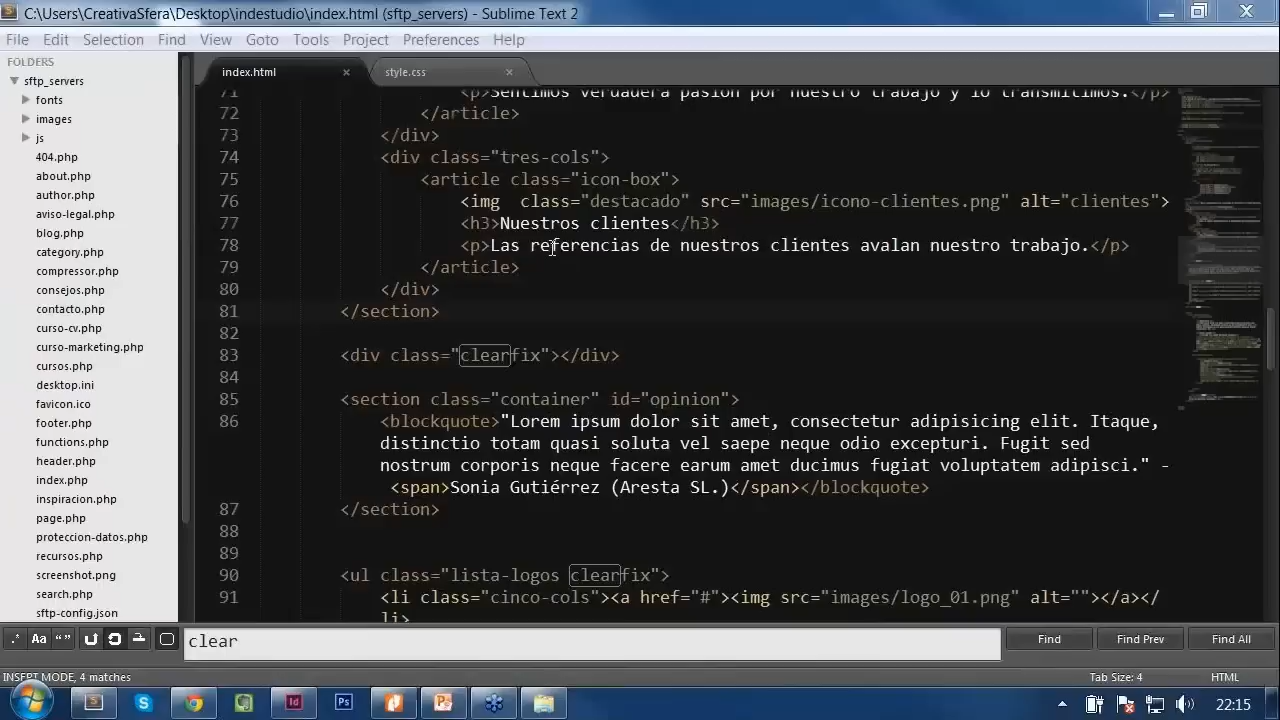 C:\Users\CreativaSfera\Desktop\indestudio\index.html (sftp_servers) - Sublime Text 2
File Edit Selection Find View Goto Tools Project Preferences Help
FOLDERS
sftp_servers
fonts
images
js
404.php
about.php
author.php
aviso-legal.php
blog.php
category.php
compressor.php
consejos.php
contacto.php
curso-cv.php
curso-marketing.php
cursos.php
desktop.ini
favicon.ico
footer.php
functions.php
header.php
index.php
inspiracion.php
page.php
proteccion-datos.php
recursos.php
screenshot.png
search.php
sftp-config.json
index.html × style.css ×
71 <p>Sentimos verdadera pasión por nuestro trabajo y lo transmitimos.</p>
72 </article>
73 </div>
74 <div class="tres-cols">
75 <article class="icon-box">
76 <img  class="destacado" src="images/icono-clientes.png" alt="clientes">
77 <h3>Nuestros clientes</h3>
78 <p>Las referencias de nuestros clientes avalan nuestro trabajo.</p>
79 </article>
80 </div>
81 </section>
82
83 <div class="clearfix"></div>
84
85 <section class="container" id="opinion">
86 <blockquote>"Lorem ipsum dolor sit amet, consectetur adipisicing elit. Itaque,
distinctio totam quasi soluta vel saepe neque odio excepturi. Fugit sed
nostrum corporis neque facere earum amet ducimus fugiat voluptatem adipisci." -
<span>Sonia Gutiérrez (Aresta SL.)</span></blockquote>
87 </section>
88
89
90 <ul class="lista-logos clearfix">
91 <li class="cinco-cols"><a href="#"><img src="images/logo_01.png" alt=""></a></
li>
.* Aa “” clear Find Find Prev Find All
INSERT MODE, 4 matches Tab Size: 4 HTML
S S Id Ps P 22:15